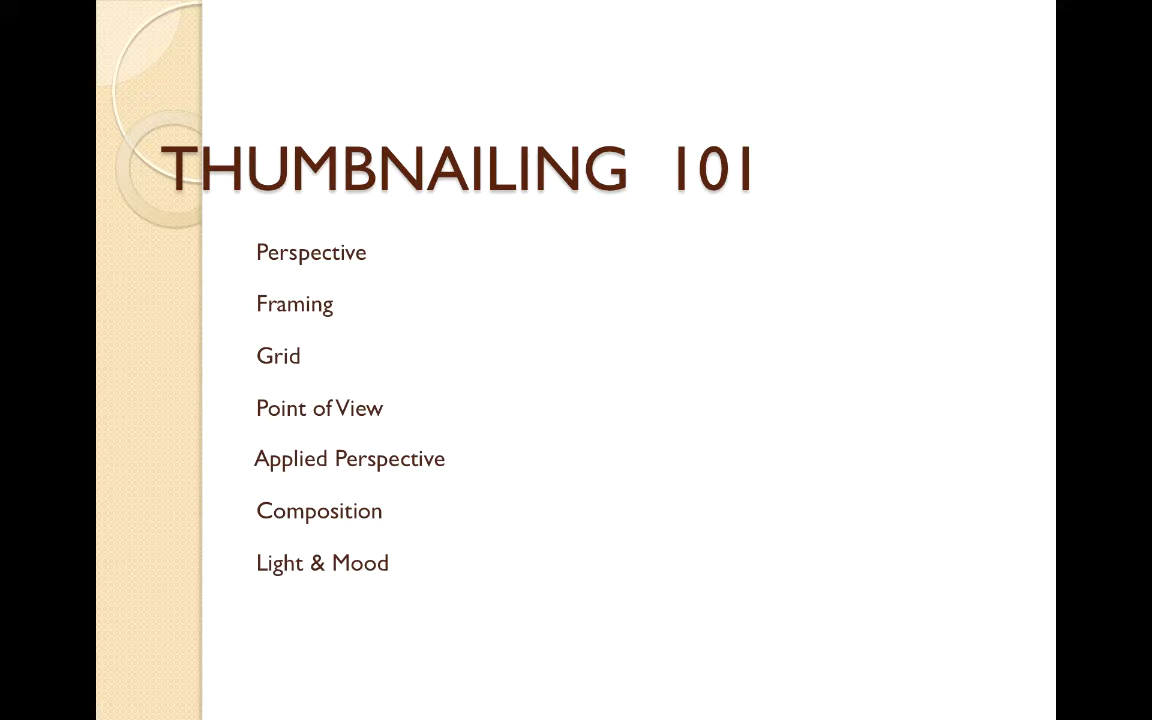 THUMBNAILING 101
Perspective
Framing
Grid
Point of View
Applied Perspective
Composition
Light & Mood